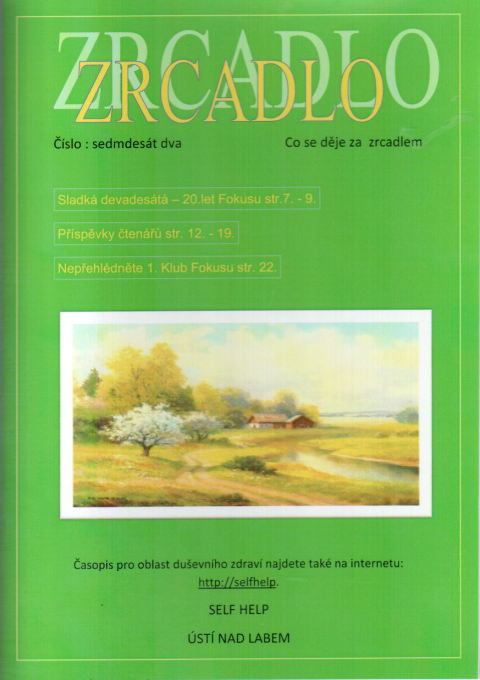 ZRCADLO
ZRCADLO
Číslo : sedmdesát dva
Co se děje za zrcadlem
Sladká devadesátá – 20.let Fokusu str.7. - 9.
Příspěvky čtenářů str. 12. - 19.
Nepřehlédněte 1. Klub Fokusu str. 22.
Časopis pro oblast duševního zdraví najdete také na internetu:
http://selfhelp.
SELF HELP
ÚSTÍ NAD LABEM